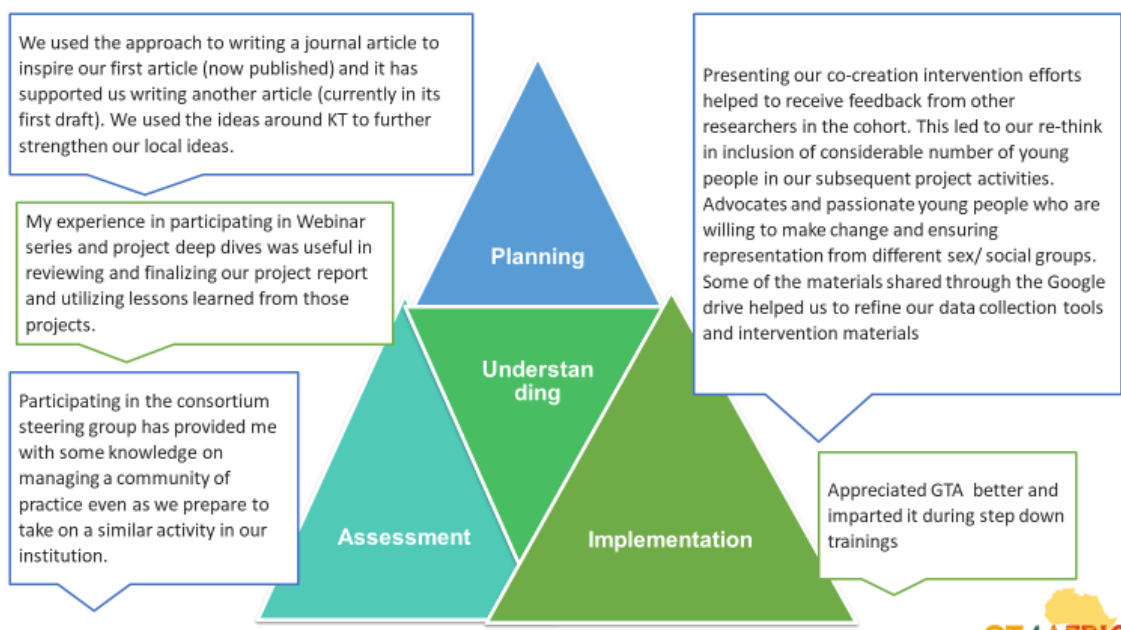 We used the approach to writing a journal article to
inspire our first article (now published) and it has
supported us writing another article (currently in its
first draft). We used the ideas around KT to further
strengthen our local ideas.
My experience in participating in Webinar
series and project deep dives was useful in
reviewing and finalizing our project report
and utilizing lessons learned from those
projects.
Participating in the consortium
steering group has provided me
with some knowledge on
managing a community of
practice even as we prepare to
take on a similar activity in our
institution.
Planning
Understan
ding
Assessment
Implementation
Presenting our co-creation intervention efforts
helped to receive feedback from other
researchers in the cohort. This led to our re-think
in inclusion of considerable number of young
people in our subsequent project activities.
Advocates and passionate young people who are
willing to make change and ensuring
representation from different sex/ social groups.
Some of the materials shared through the Google
drive helped us to refine our data collection tools
and intervention materials
Appreciated GTA better and
imparted it during step down
trainings